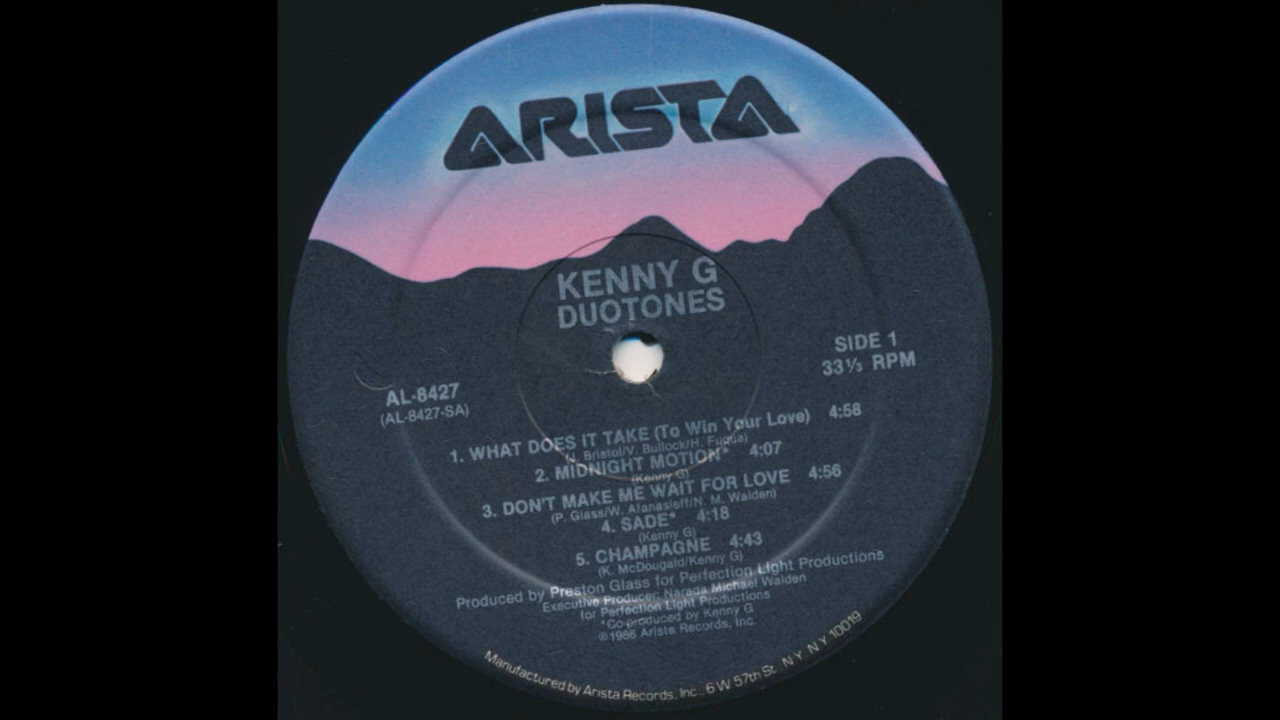 ARISTA
KENNY G
DUOTONES
SIDE 1
33⅓ RPM
AL-8427
(AL-8427-SA)
1. WHAT DOES IT TAKE (To Win Your Love) 4:58
(J. Bristol/V. Bullock/H. Fuqua)
2. MIDNIGHT MOTION* 4:07
(Kenny G)
3. DON'T MAKE ME WAIT FOR LOVE 4:56
(P. Glass/W. Afanasieff/N. M. Walden)
4. SADE* 4:18
(Kenny G)
5. CHAMPAGNE 4:43
(K. McDougald/Kenny G)
Produced by Preston Glass for Perfection Light Productions
Executive Producer: Narada Michael Walden
for Perfection Light Productions
*Co-produced by Kenny G
℗1986 Arista Records, Inc.
Manufactured by Arista Records, Inc., 6 W. 57th St. N.Y. N.Y. 10019